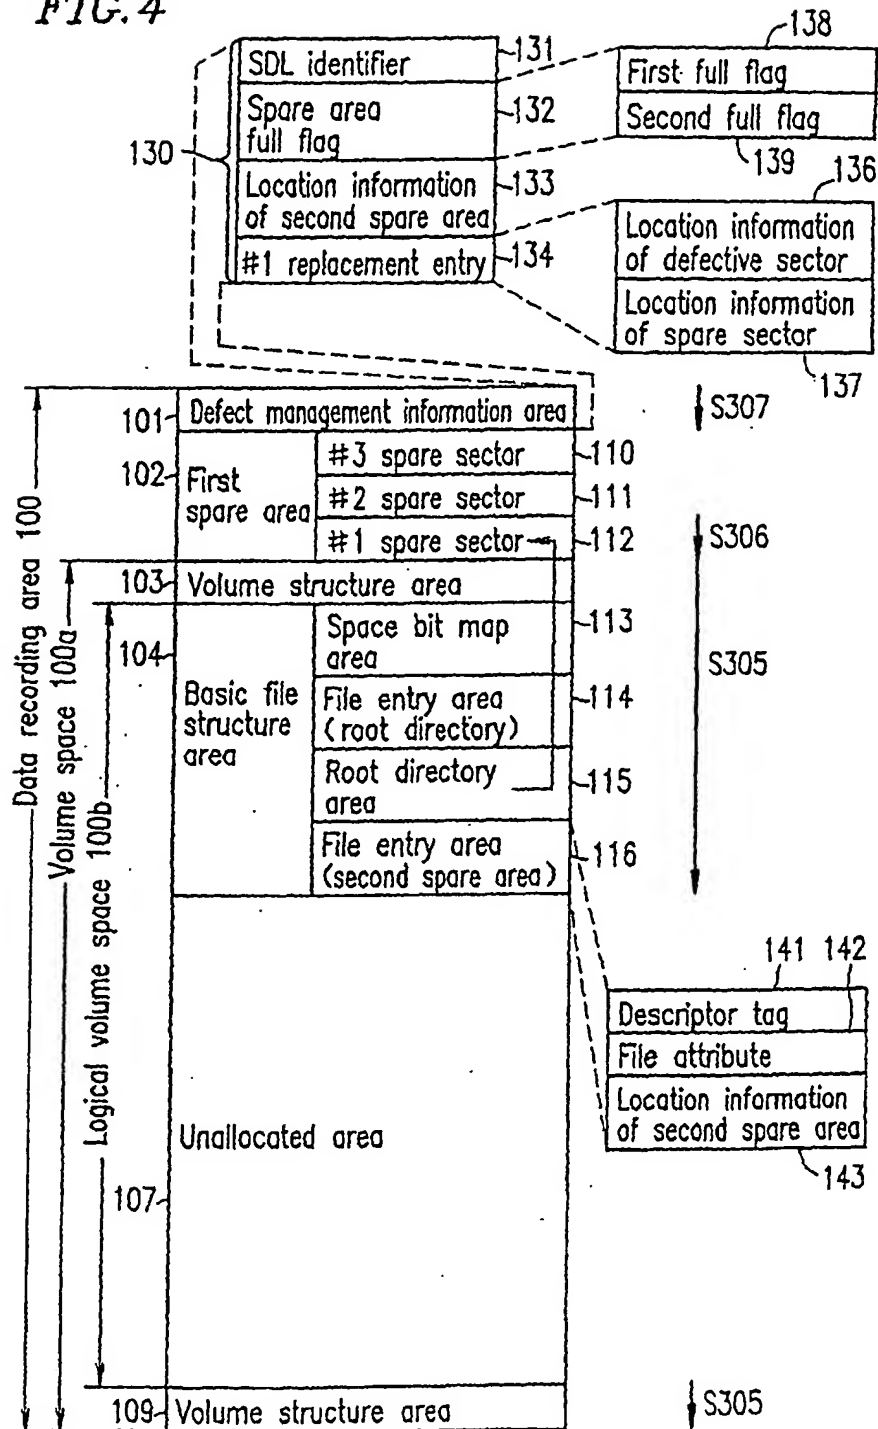 FIG. 4
138
SDL identifier
131
First full flag
Spare area
full flag
132
Second full flag
130
139
136
Location information
of second spare area
133
Location information
of defective sector
#1 replacement entry
134
Location information
of spare sector
137
101
Defect management information area
S307
102
First
spare area
#3 spare sector
110
#2 spare sector
111
#1 spare sector
112
S306
103
Volume structure area
104
Basic file
structure
area
Space bit map
area
113
S305
File entry area
(root directory)
114
Root directory
area
115
File entry area
(second spare area)
116
Data recording area 100
Volume space 100a
Logical volume space 100b
141
142
Descriptor tag
File attribute
Location information
of second spare area
143
Unallocated area
107
109
Volume structure area
S305